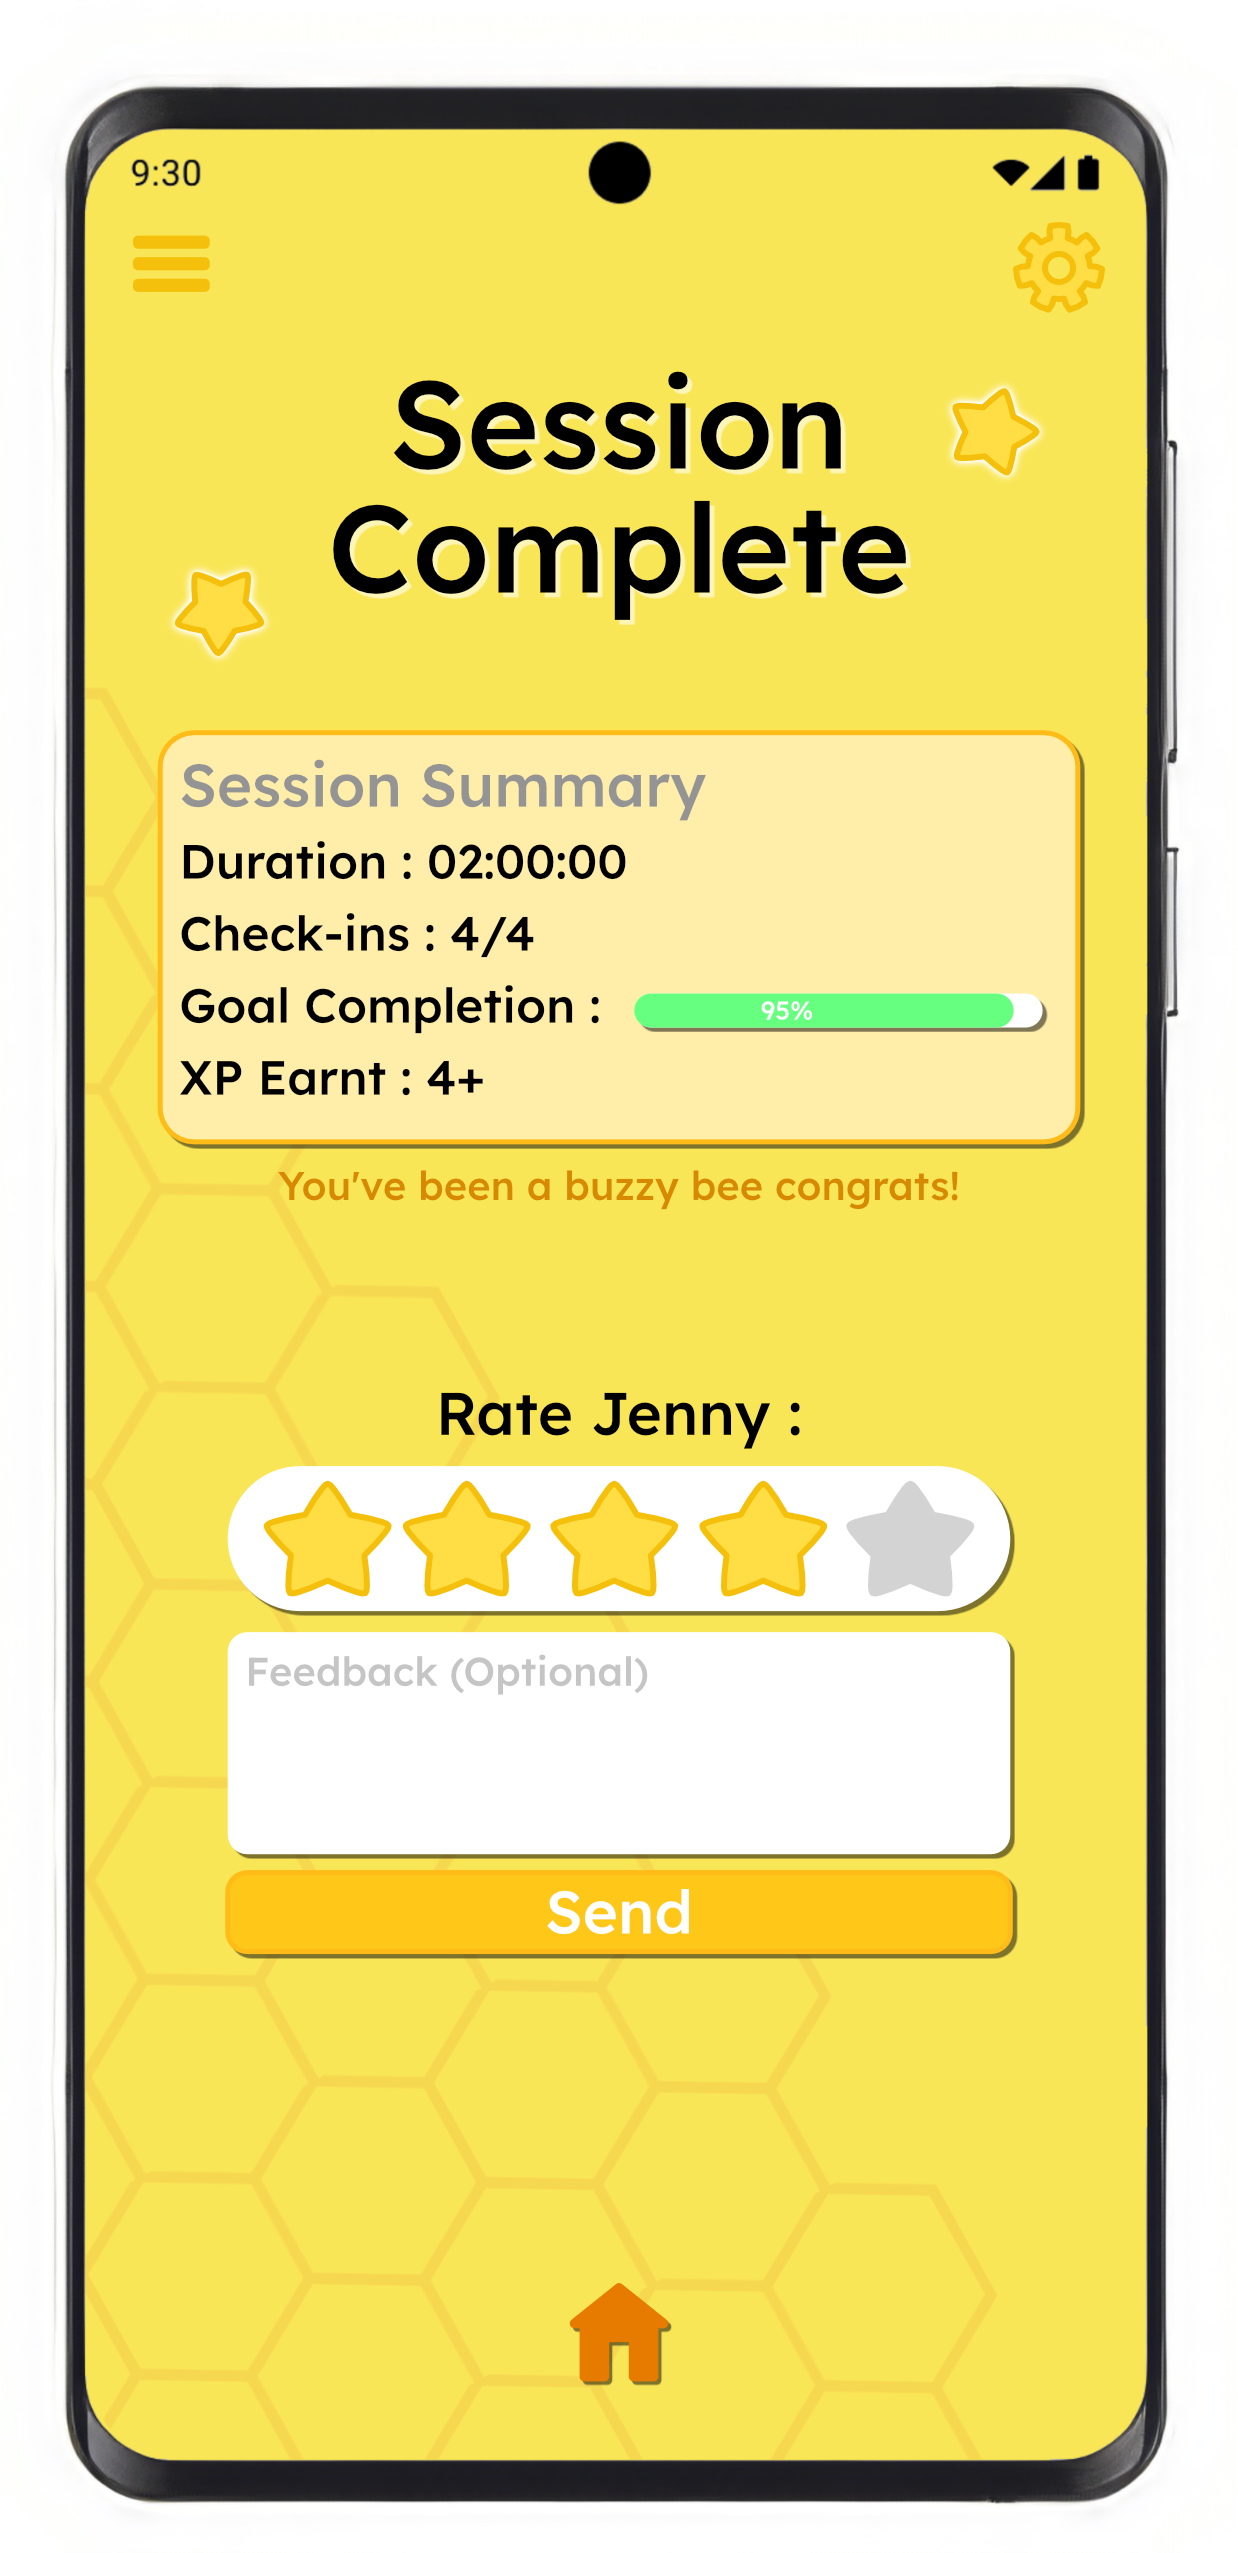 9:30
Session
Complete
Session Summary
Duration : 02:00:00
Check-ins : 4/4
Goal Completion : 95%
XP Earnt : 4+
You've been a buzzy bee congrats!
Rate Jenny :
Feedback (Optional)
Send